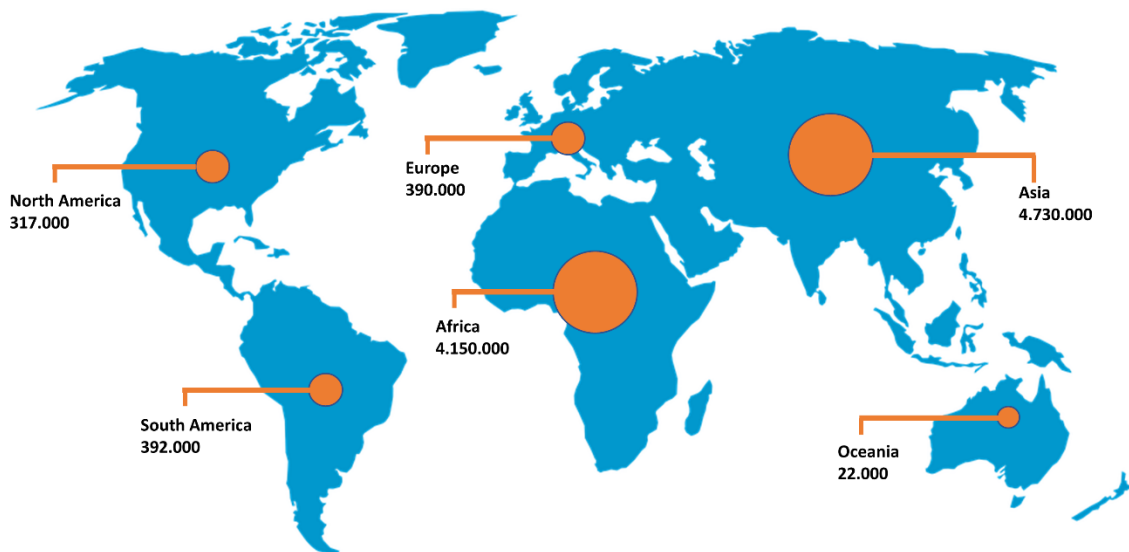 North America
317.000
Europe
390.000
Asia
4.730.000
Africa
4.150.000
South America
392.000
Oceania
22.000